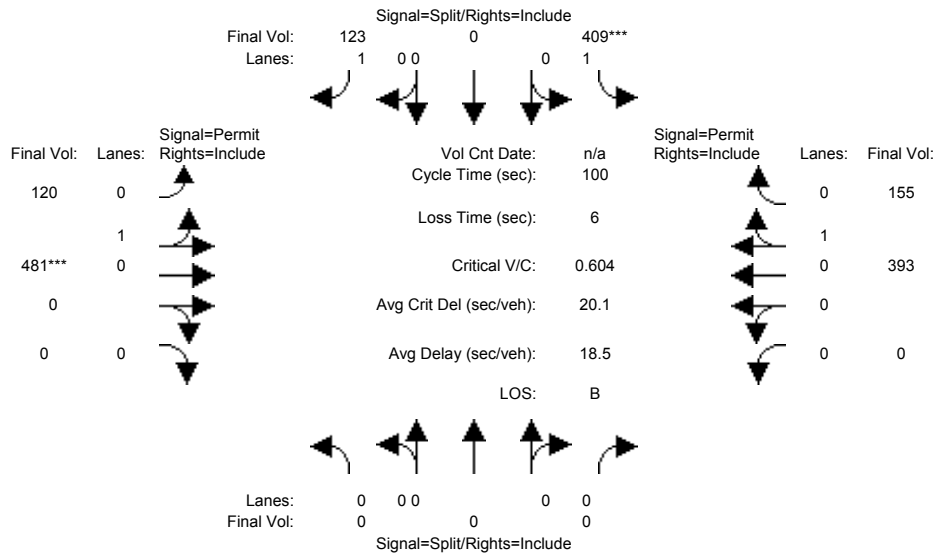 Signal=Split/Rights=Include
Final Vol: 123 0 409***
Lanes: 1 0 0 0 1
Signal=Permit Signal=Permit
Final Vol: Lanes: Rights=Include Vol Cnt Date: n/a Rights=Include Lanes: Final Vol:
Cycle Time (sec): 100
120 0 0 155
Loss Time (sec): 6
1 1
481*** 0 Critical V/C: 0.604 0 393
0 Avg Crit Del (sec/veh): 20.1 0
0 0 Avg Delay (sec/veh): 18.5 0 0
LOS: B
Lanes: 0 0 0 0 0
Final Vol: 0 0 0
Signal=Split/Rights=Include